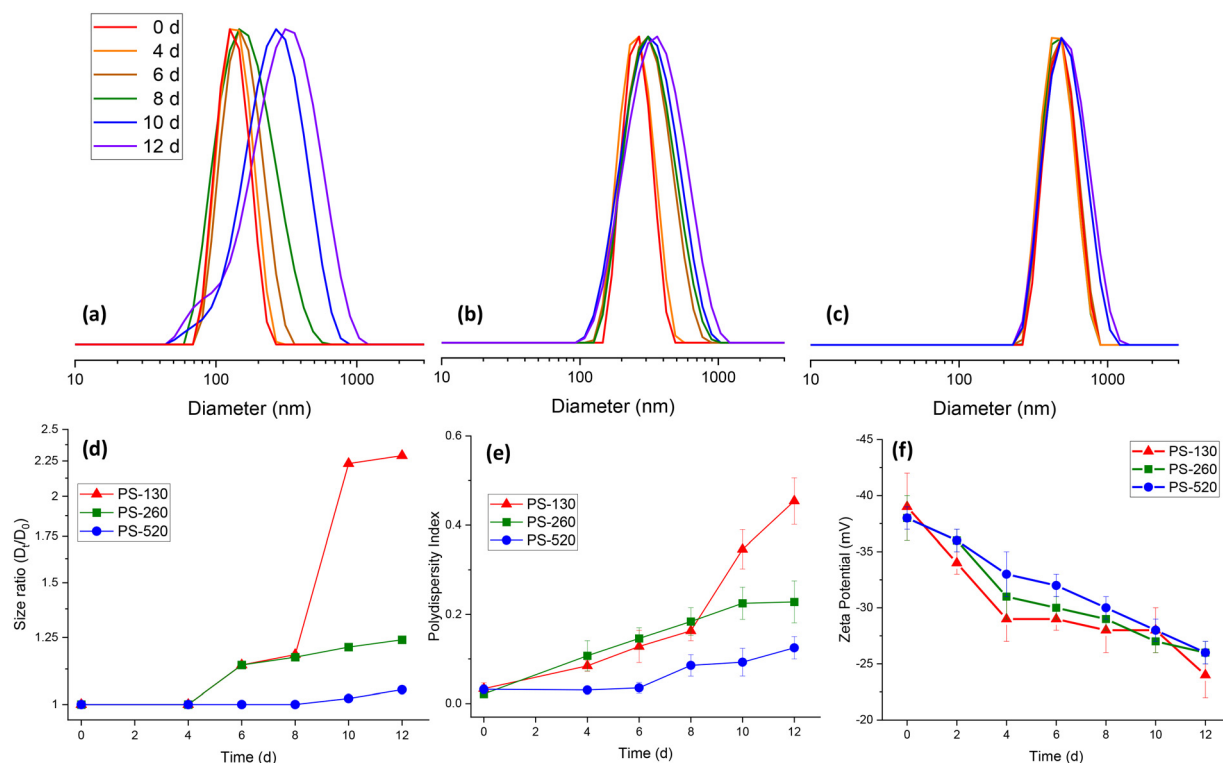 0 d
4 d
6 d
8 d
10 d
12 d
(a)
(b)
(c)
10 100 1000
10 100 1000
10 100 1000
Diameter (nm)
Diameter (nm)
Diameter (nm)
(d)
2.5
2.25
2
1.75
1.5
1.25
1
Size ratio (Dₜ/D₀)
PS-130
PS-260
PS-520
0 2 4 6 8 10 12
Time (d)
(e)
0.6
0.4
0.2
0.0
Polydispersity Index
PS-130
PS-260
PS-520
0 2 4 6 8 10 12
Time (d)
(f)
-45
-40
-35
-30
-25
-20
Zeta Potential (mV)
PS-130
PS-260
PS-520
0 2 4 6 8 10 12
Time (d)